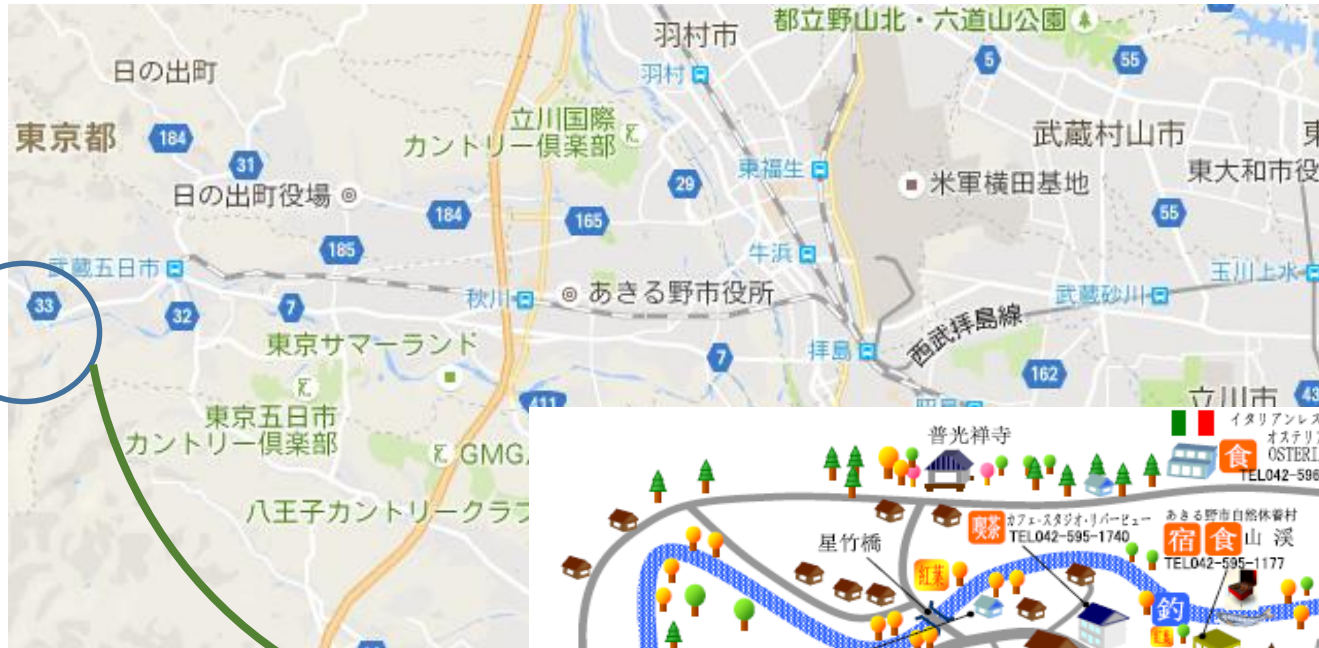 都立野山北・六道山公園
羽村市
羽村
5
55
日の出町
東京都
184
31
立川国際
カントリー倶楽部
東福生
武蔵村山市
29
米軍横田基地
東大和市役
日の出町役場
184
165
55
185
牛浜
武蔵五日市
玉川上水
33
32
7
秋川
あきる野市役所
武蔵砂川
東京サマーランド
7
拝島
西武拝島線
162
立川市
43
411
東京五日市
カントリー倶楽部
GMG
八王子カントリークラブ
普光禅寺
イタリアンレス
オステリア
OSTERI
食
TEL042-596
喫茶
カフェ・スタジオ・リバービュー
TEL042-595-1740
あきる野市自然休養村
宿 食 山 渓
TEL042-595-1177
星竹橋
紅葉
釣
紅葉